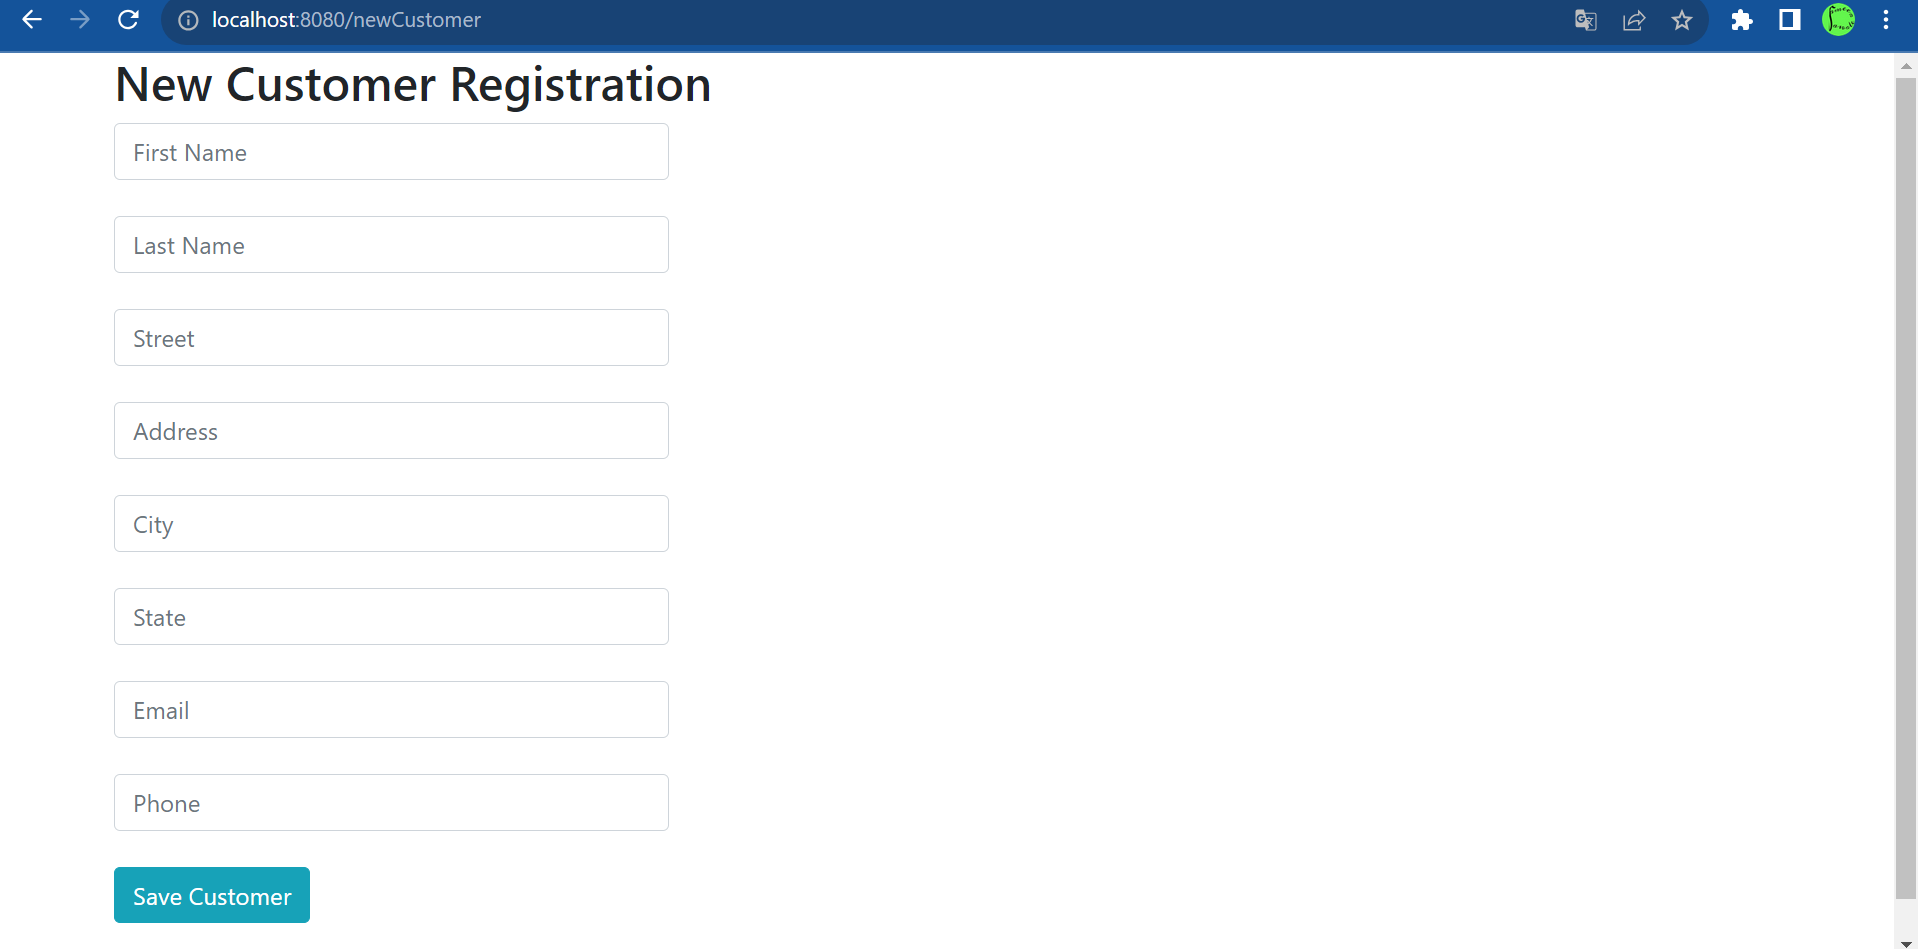 localhost:8080/newCustomer
New Customer Registration
First Name
Last Name
Street
Address
City
State
Email
Phone
Save Customer